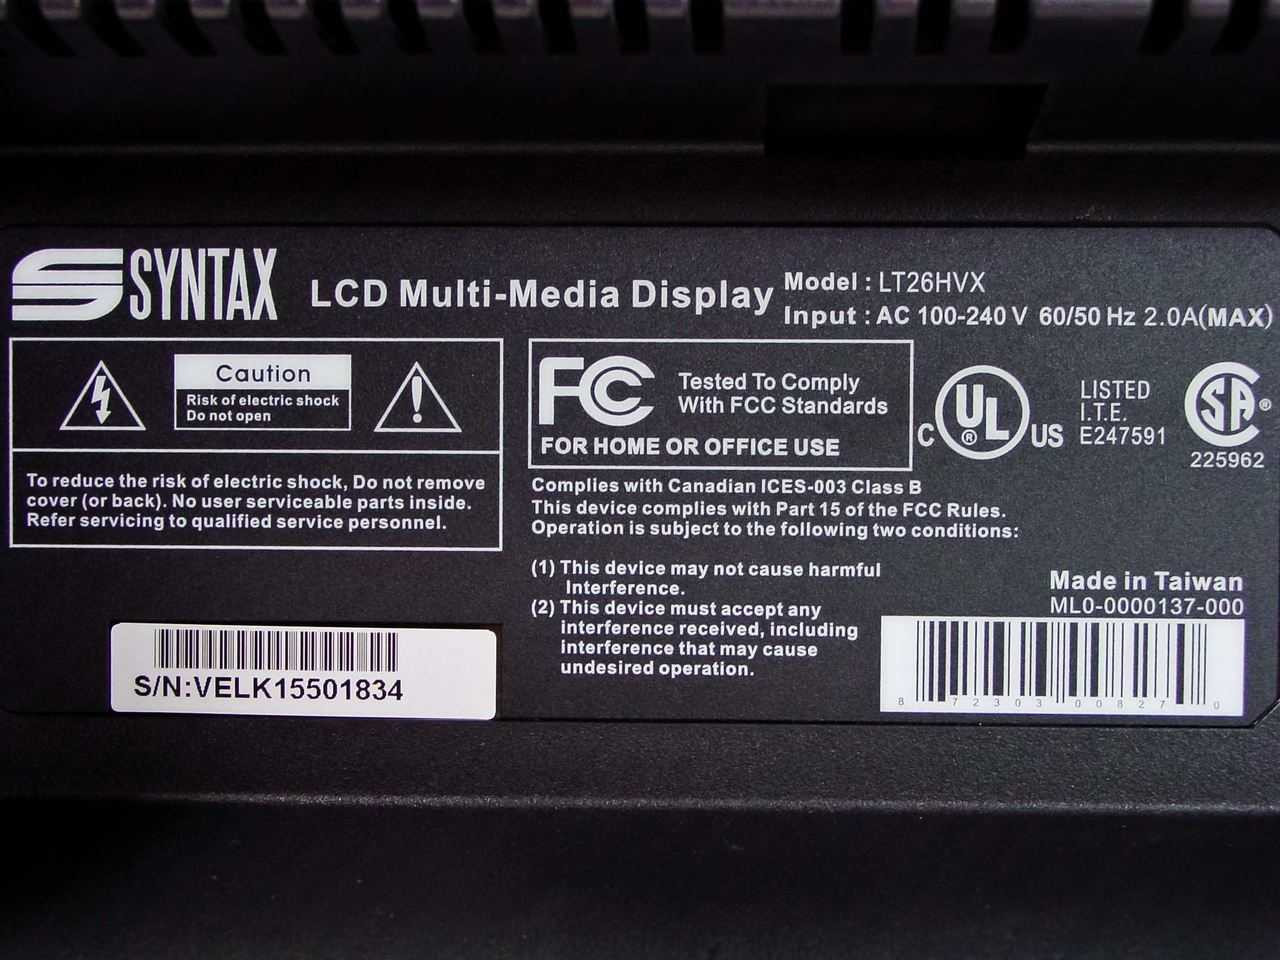 SYNTAX
LCD Multi-Media Display
Model : LT26HVX
Input : AC 100-240 V 60/50 Hz 2.0A(MAX)
Caution
Risk of electric shock
Do not open
To reduce the risk of electric shock, Do not remove
cover (or back). No user serviceable parts inside.
Refer servicing to qualified service personnel.
FC
Tested To Comply
With FCC Standards
FOR HOME OR OFFICE USE
C UL ® US
LISTED
I.T.E.
E247591
SA ®
225962
Complies with Canadian ICES-003 Class B
This device complies with Part 15 of the FCC Rules.
Operation is subject to the following two conditions:
(1) This device may not cause harmful
Interference.
(2) This device must accept any
interference received, including
interference that may cause
undesired operation.
Made in Taiwan
ML0-0000137-000
8 72303 00827 0
S/N:VELK15501834